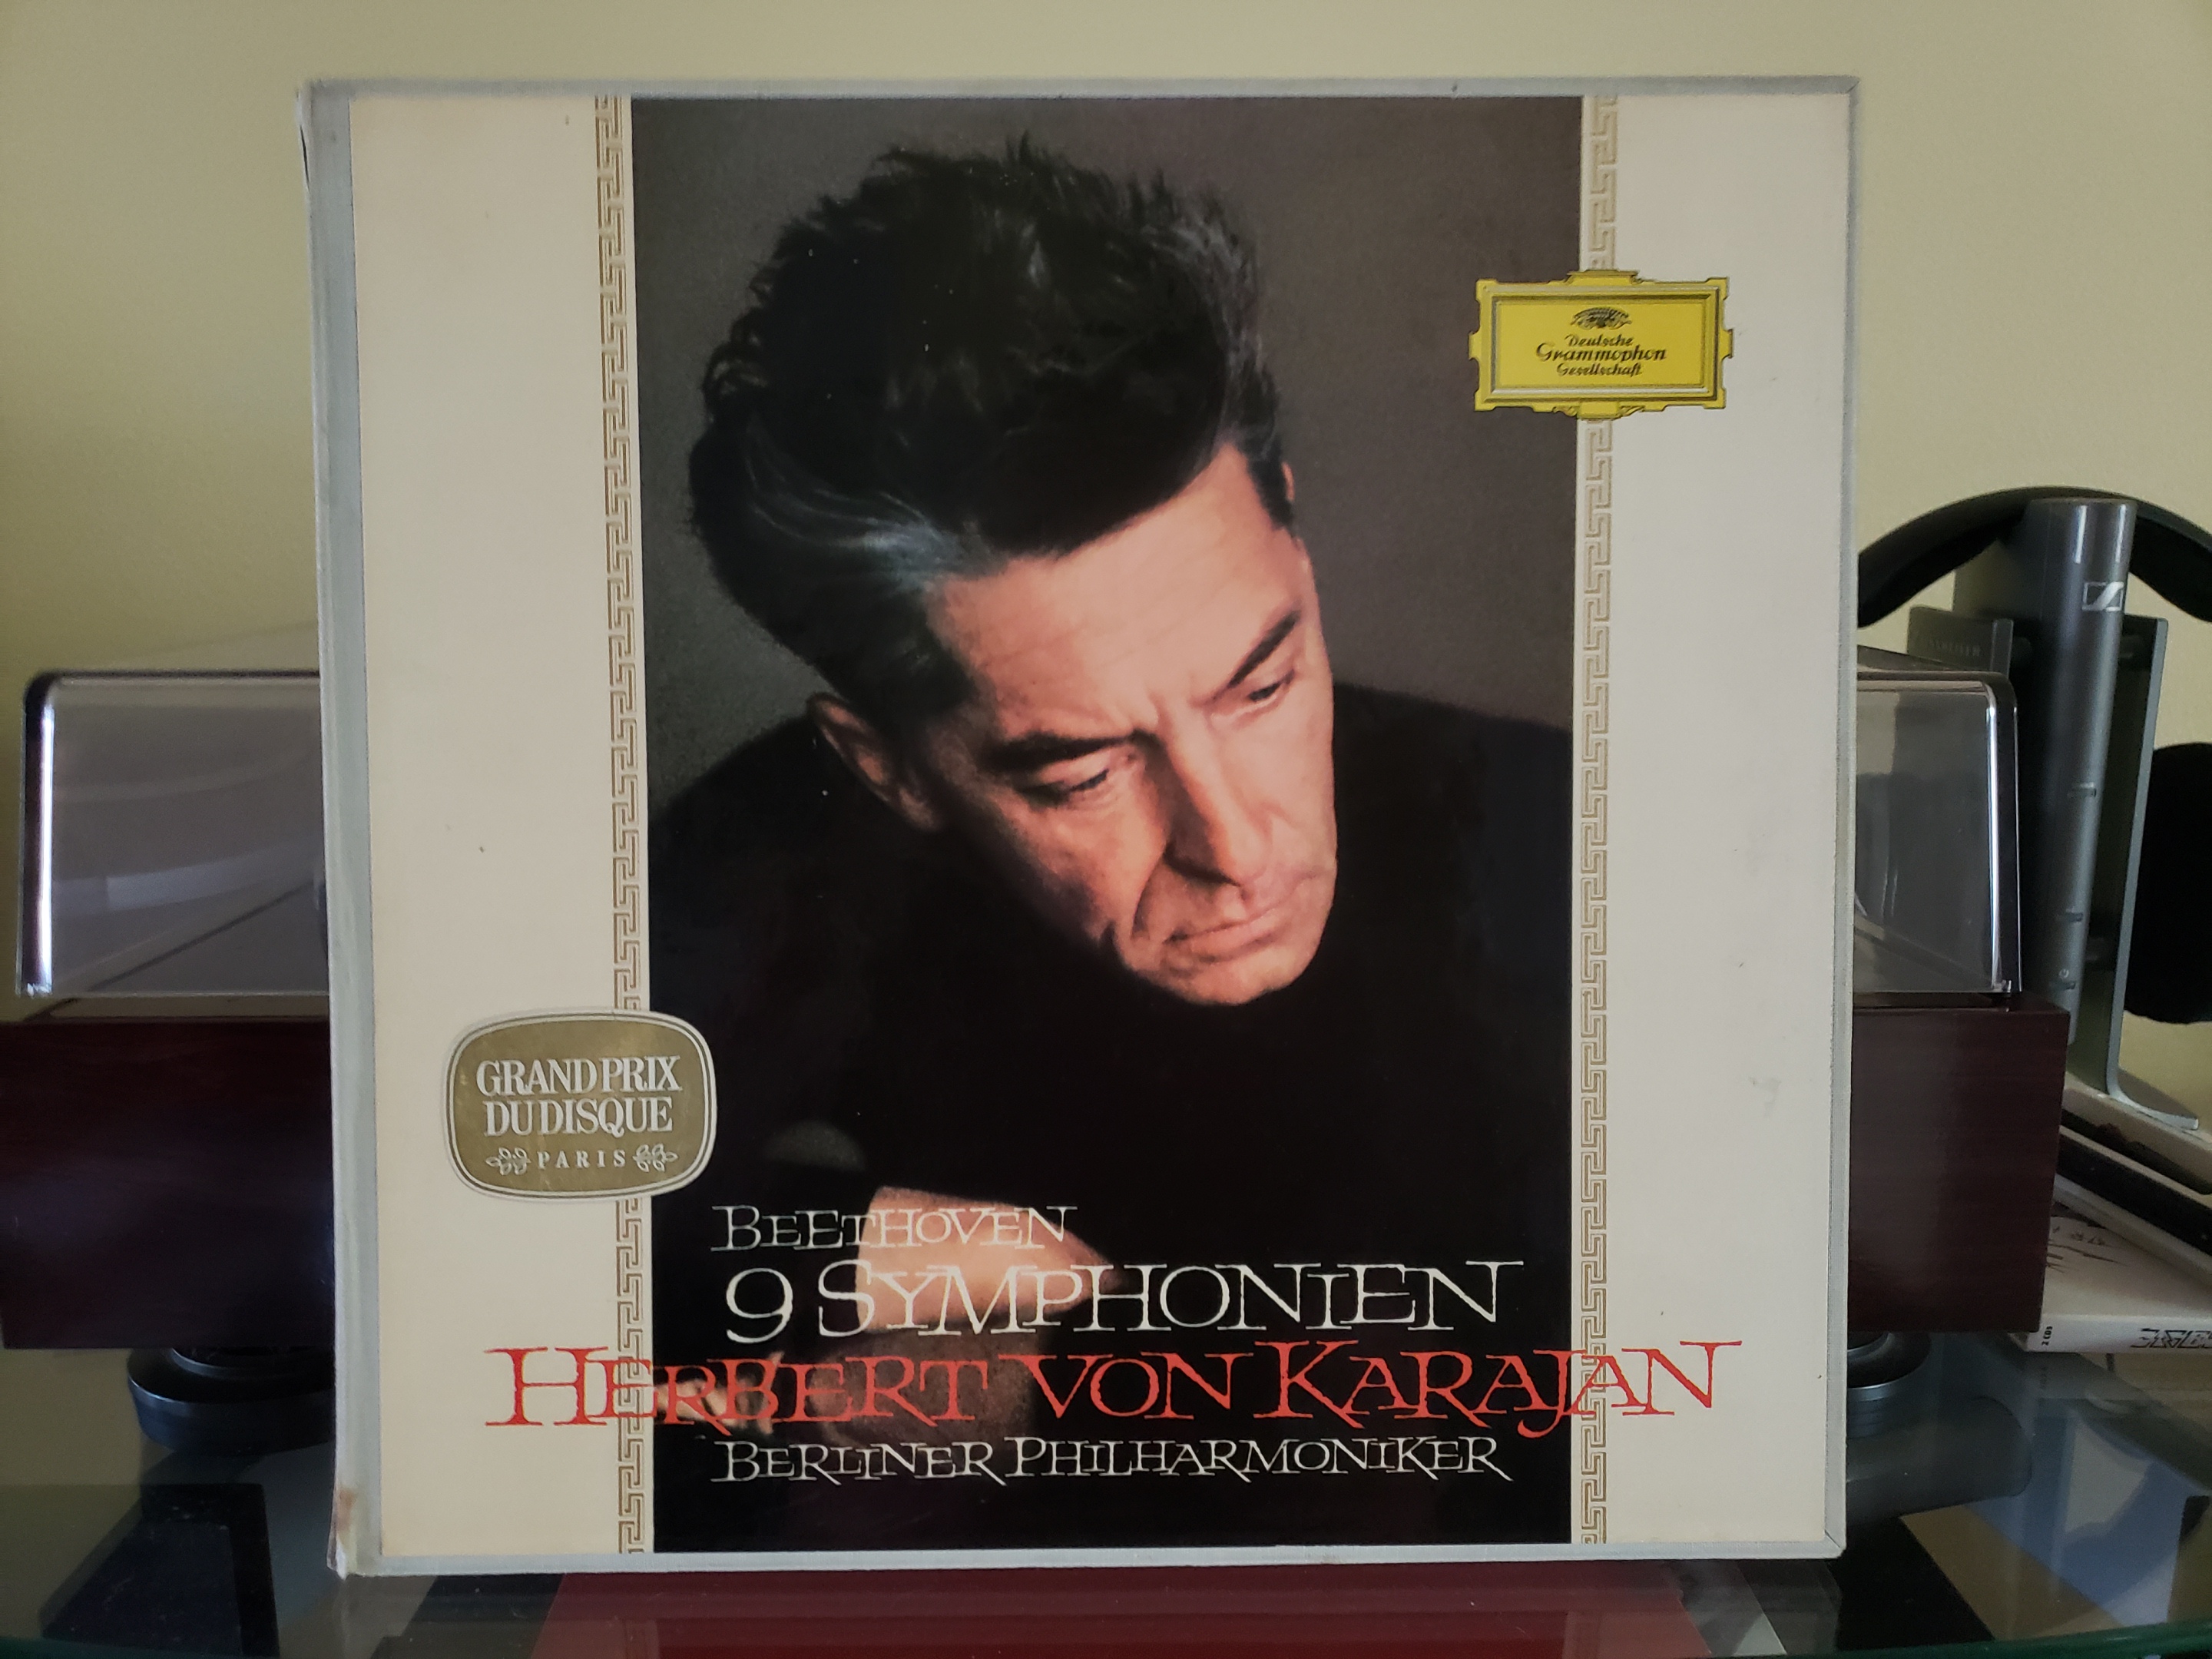 Deutsche
Grammophon
Gesellschaft
GRAND PRIX
DU DISQUE
PARIS
BEETHOVEN
9 SYMPHONIEN
HERBERT VON KARAJAN
BERLINER PHILHARMONIKER